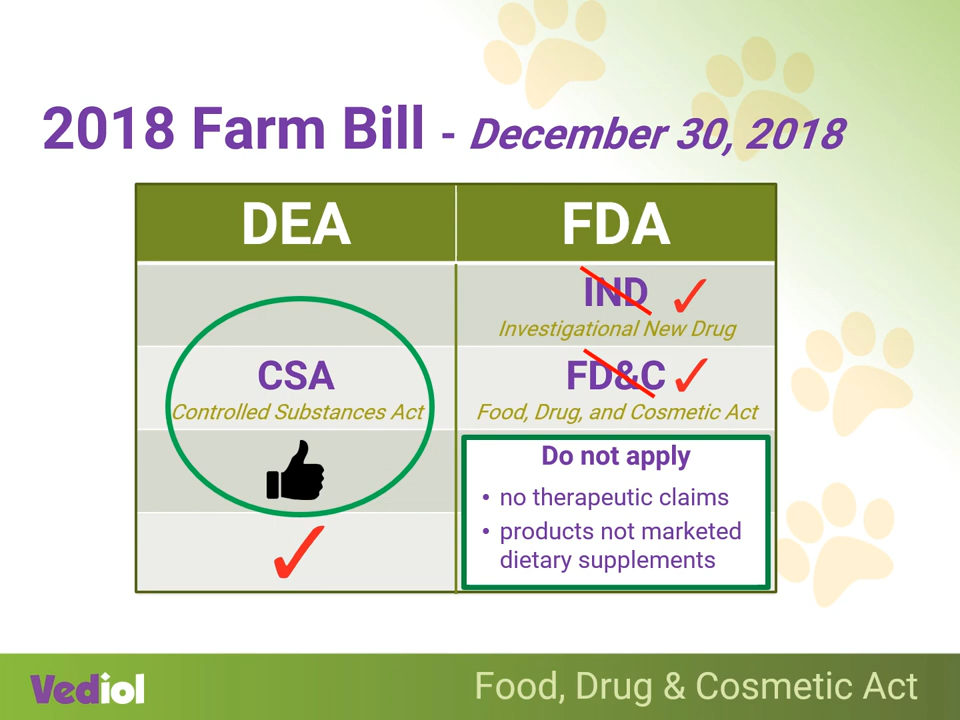 2018 Farm Bill - December 30, 2018
DEA
FDA
IND ✓
Investigational New Drug
CSA
Controlled Substances Act
FD&C ✓
Food, Drug, and Cosmetic Act
✓
Do not apply
• no therapeutic claims
• products not marketed
dietary supplements
Vediol
Food, Drug & Cosmetic Act